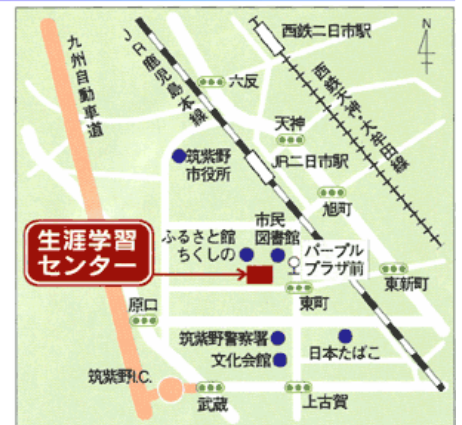 西鉄二日市駅
N
九州自動車道
JR鹿児島本線
西鉄天神・大牟田線
六反
天神
筑紫野
市役所
JR二日市駅
旭町
生涯学習
センター
ふるさと館
ちくしの
市民
図書館
パープル
プラザ前
東新町
原口
東町
筑紫野警察署
文化会館
日本たばこ
筑紫野I.C.
武蔵
上古賀